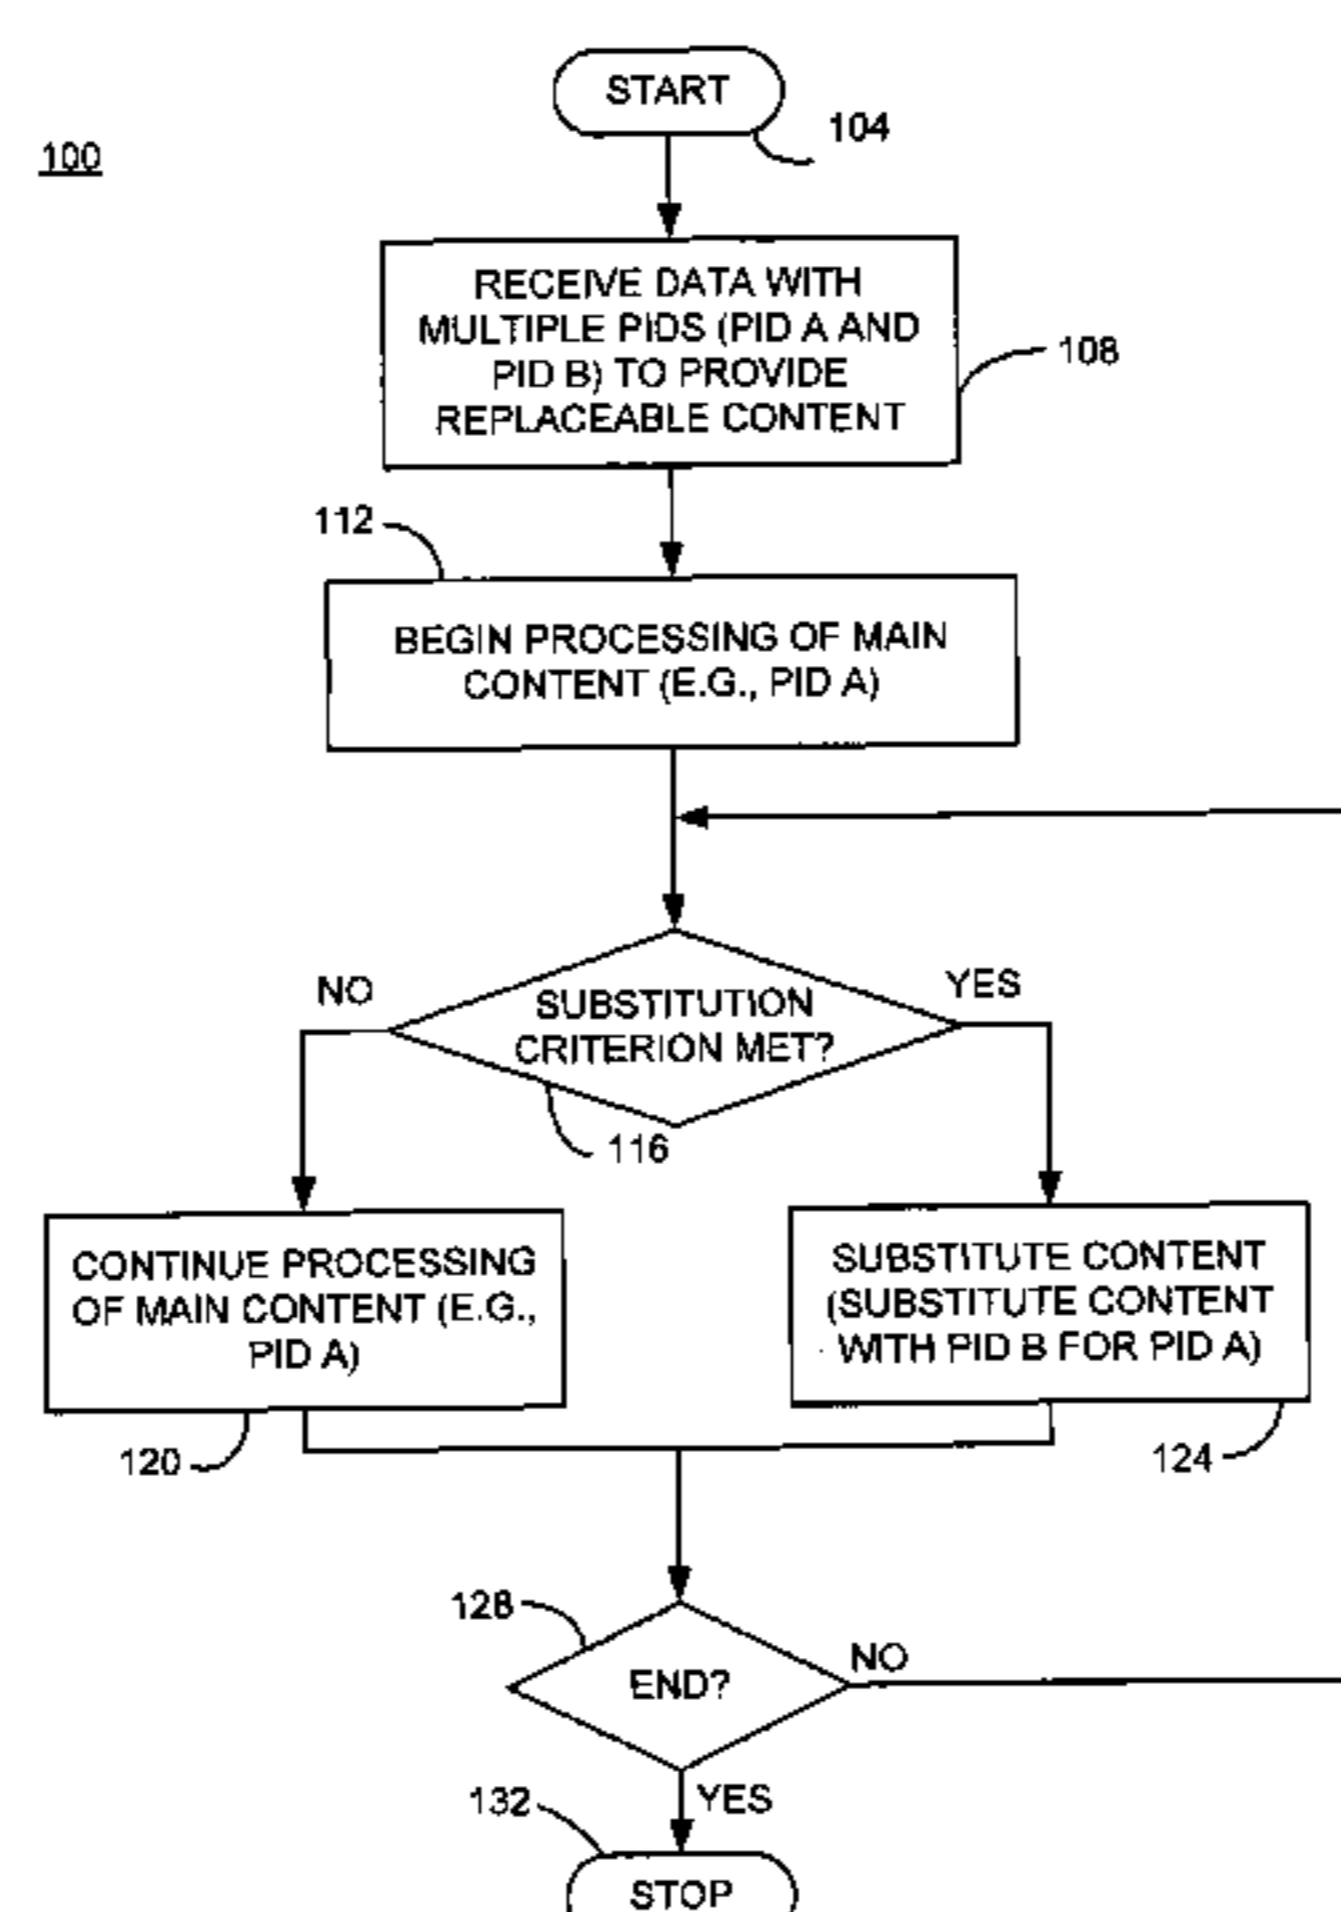 START
104
100
RECEIVE DATA WITH
MULTIPLE PIDS (PID A AND
PID B) TO PROVIDE
REPLACEABLE CONTENT
108
112
BEGIN PROCESSING OF MAIN
CONTENT (E.G., PID A)
NO
YES
SUBSTITUTION
CRITERION MET?
116
CONTINUE PROCESSING
OF MAIN CONTENT (E.G.,
PID A)
120
SUBSTITUTE CONTENT
(SUBSTITUTE CONTENT
WITH PID B FOR PID A)
124
128
END?
NO
YES
132
STOP